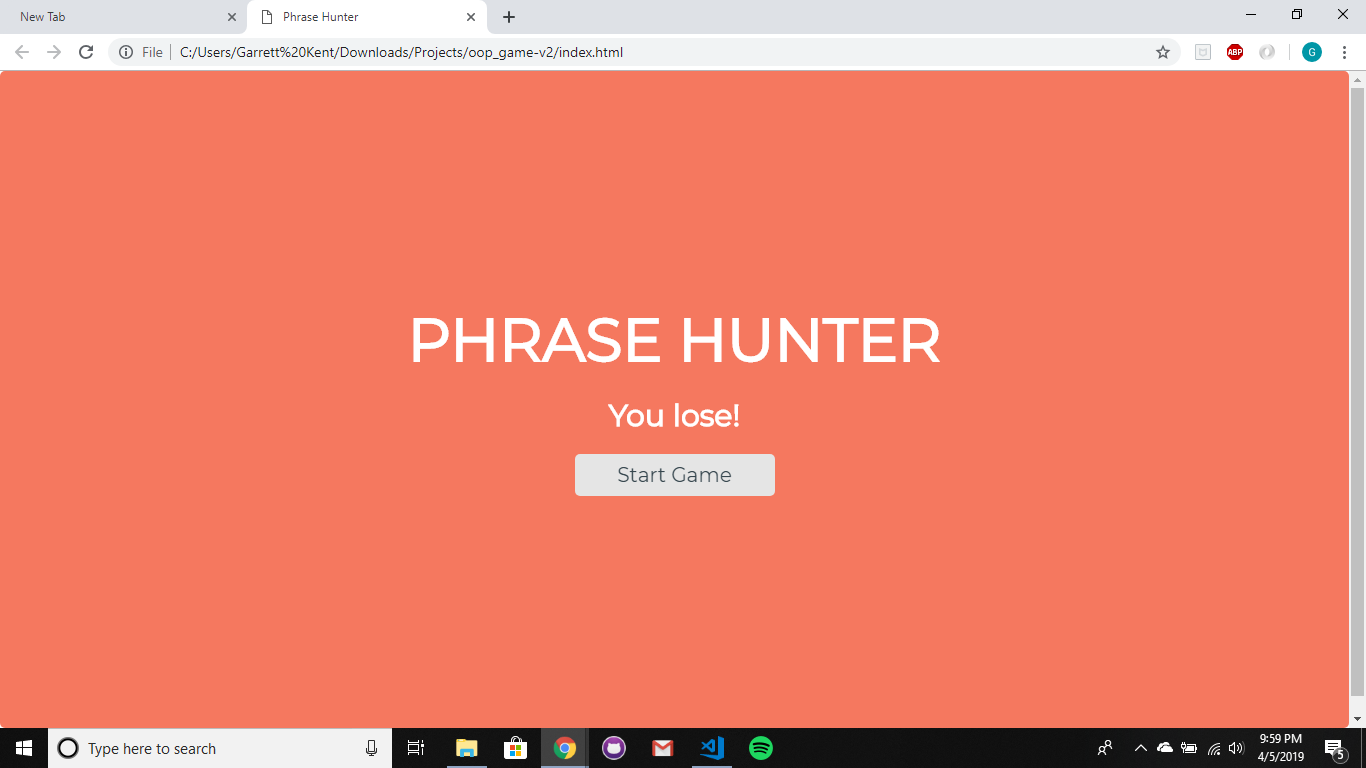 New Tab
Phrase Hunter
File
C:/Users/Garrett%20Kent/Downloads/Projects/oop_game-v2/index.html
ABP
G
PHRASE HUNTER
You lose!
Start Game
Type here to search
9:59 PM
4/5/2019
5